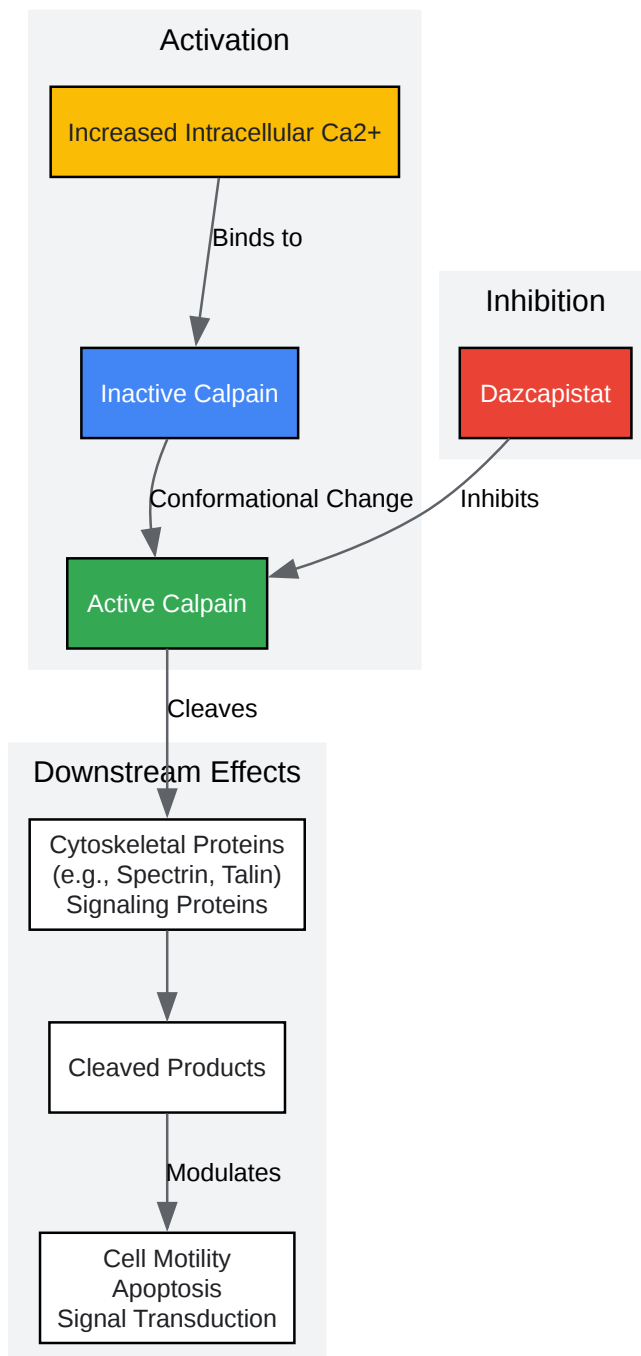 Activation
Increased Intracellular Ca2+
Binds to
Inhibition
Inactive Calpain
Dazcapistat
Conformational Change
Inhibits
Active Calpain
Cleaves
Downstream Effects
Cytoskeletal Proteins
(e.g., Spectrin, Talin)
Signaling Proteins
Cleaved Products
Modulates
Cell Motility
Apoptosis
Signal Transduction